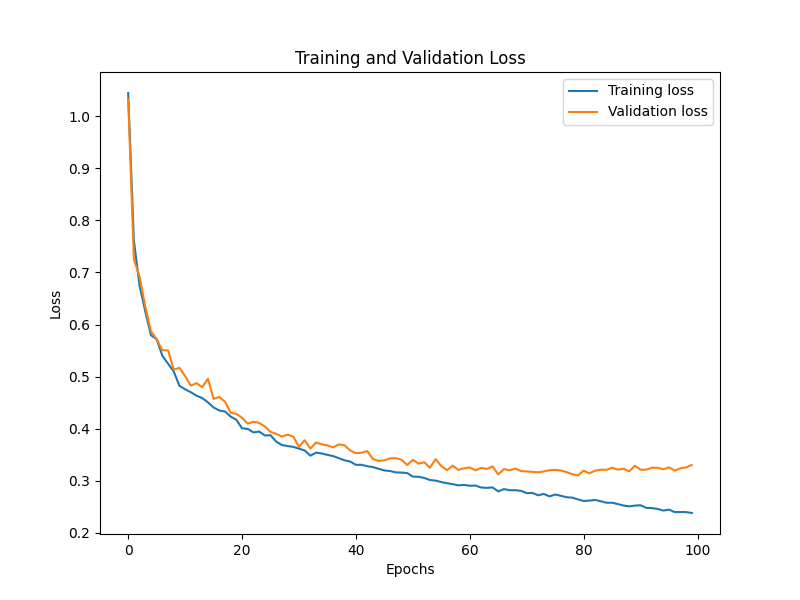 Training and Validation Loss
Training loss
Validation loss
1.0
0.9
0.8
0.7
0.6
0.5
0.4
0.3
0.2
Loss
0 20 40 60 80 100
Epochs